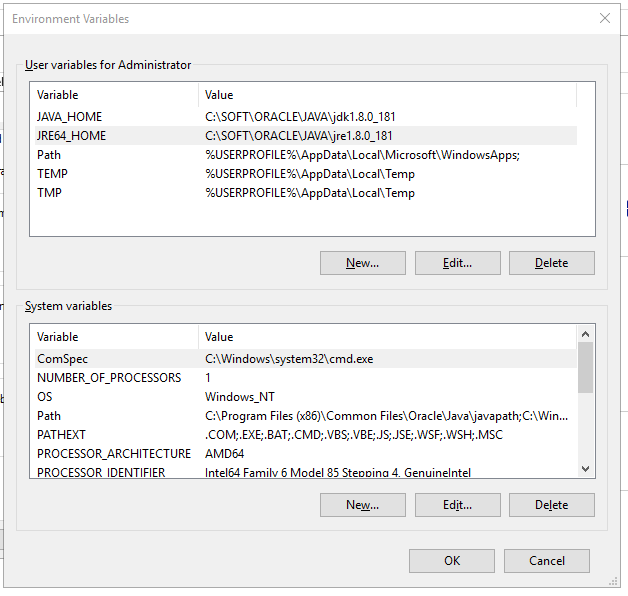 Environment Variables
User variables for Administrator
Variable Value
JAVA_HOME C:\SOFT\ORACLE\JAVA\jdk1.8.0_181
JRE64_HOME C:\SOFT\ORACLE\JAVA\jre1.8.0_181
Path %USERPROFILE%\AppData\Local\Microsoft\WindowsApps;
TEMP %USERPROFILE%\AppData\Local\Temp
TMP %USERPROFILE%\AppData\Local\Temp
New... Edit... Delete
System variables
Variable Value
ComSpec C:\Windows\system32\cmd.exe
NUMBER_OF_PROCESSORS 1
OS Windows_NT
Path C:\Program Files (x86)\Common Files\Oracle\Java\javapath;C:\Win...
PATHEXT .COM;.EXE;.BAT;.CMD;.VBS;.VBE;.JS;.JSE;.WSF;.WSH;.MSC
PROCESSOR_ARCHITECTURE AMD64
PROCESSOR_IDENTIFIER Intel64 Family 6 Model 85 Stepping 4, GenuineIntel
New... Edit... Delete
OK Cancel